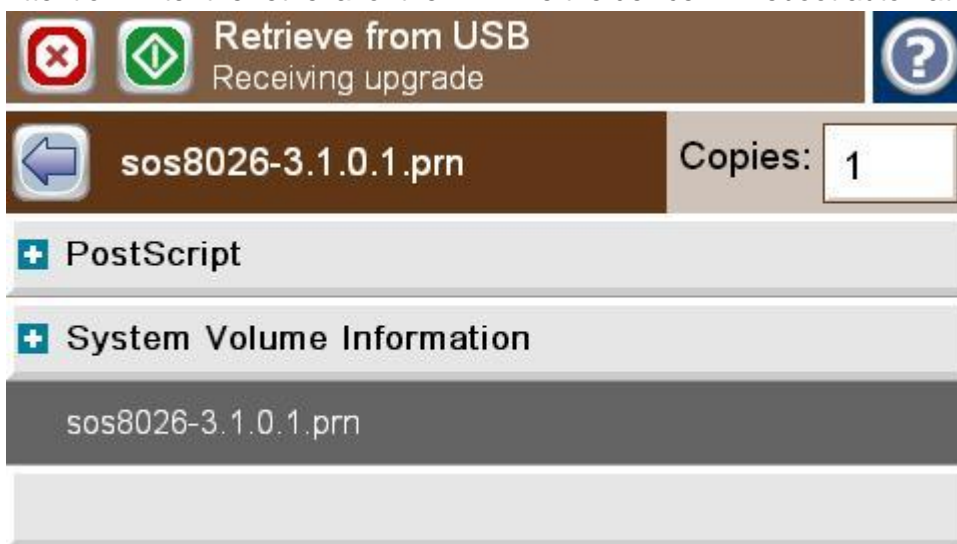 Retrieve from USB
Receiving upgrade
sos8026-3.1.0.1.prn
Copies: 1
PostScript
System Volume Information
sos8026-3.1.0.1.prn